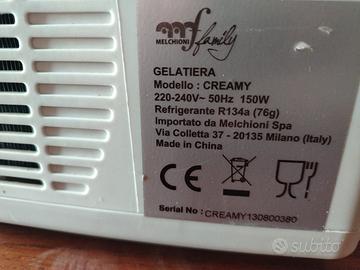 MELCHIONI family
GELATIERA
Modello : CREAMY
220-240V~ 50Hz 150W
Refrigerante R134a (76g)
Importato da Melchioni Spa
Via Colletta 37 - 20135 Milano (Italy)
Made in China
CE
Serial No : CREAMY130800380
subito